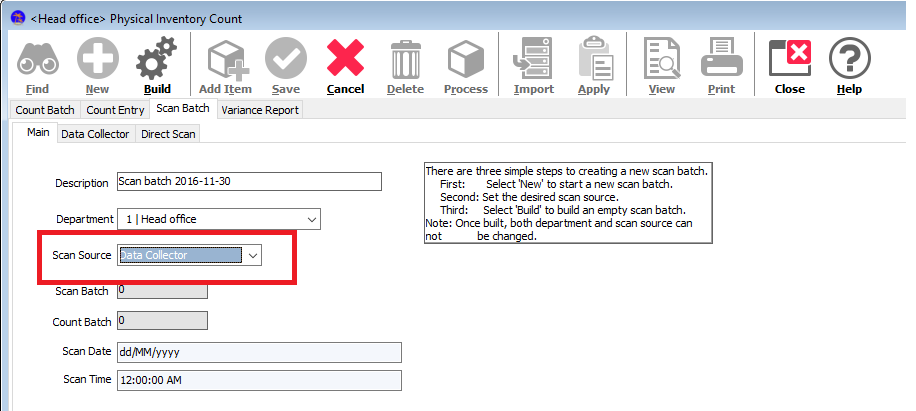 <Head office> Physical Inventory Count
Find New Build Add Item Save Cancel Delete Process Import Apply View Print Close Help
Count Batch Count Entry Scan Batch Variance Report
Main Data Collector Direct Scan
Description Scan batch 2016-11-30
Department 1 | Head office
Scan Source Data Collector
Scan Batch 0
Count Batch 0
Scan Date dd/MM/yyyy
Scan Time 12:00:00 AM
There are three simple steps to creating a new scan batch.
First: Select 'New' to start a new scan batch.
Second: Set the desired scan source.
Third: Select 'Build' to build an empty scan batch.
Note: Once built, both department and scan source can
not be changed.